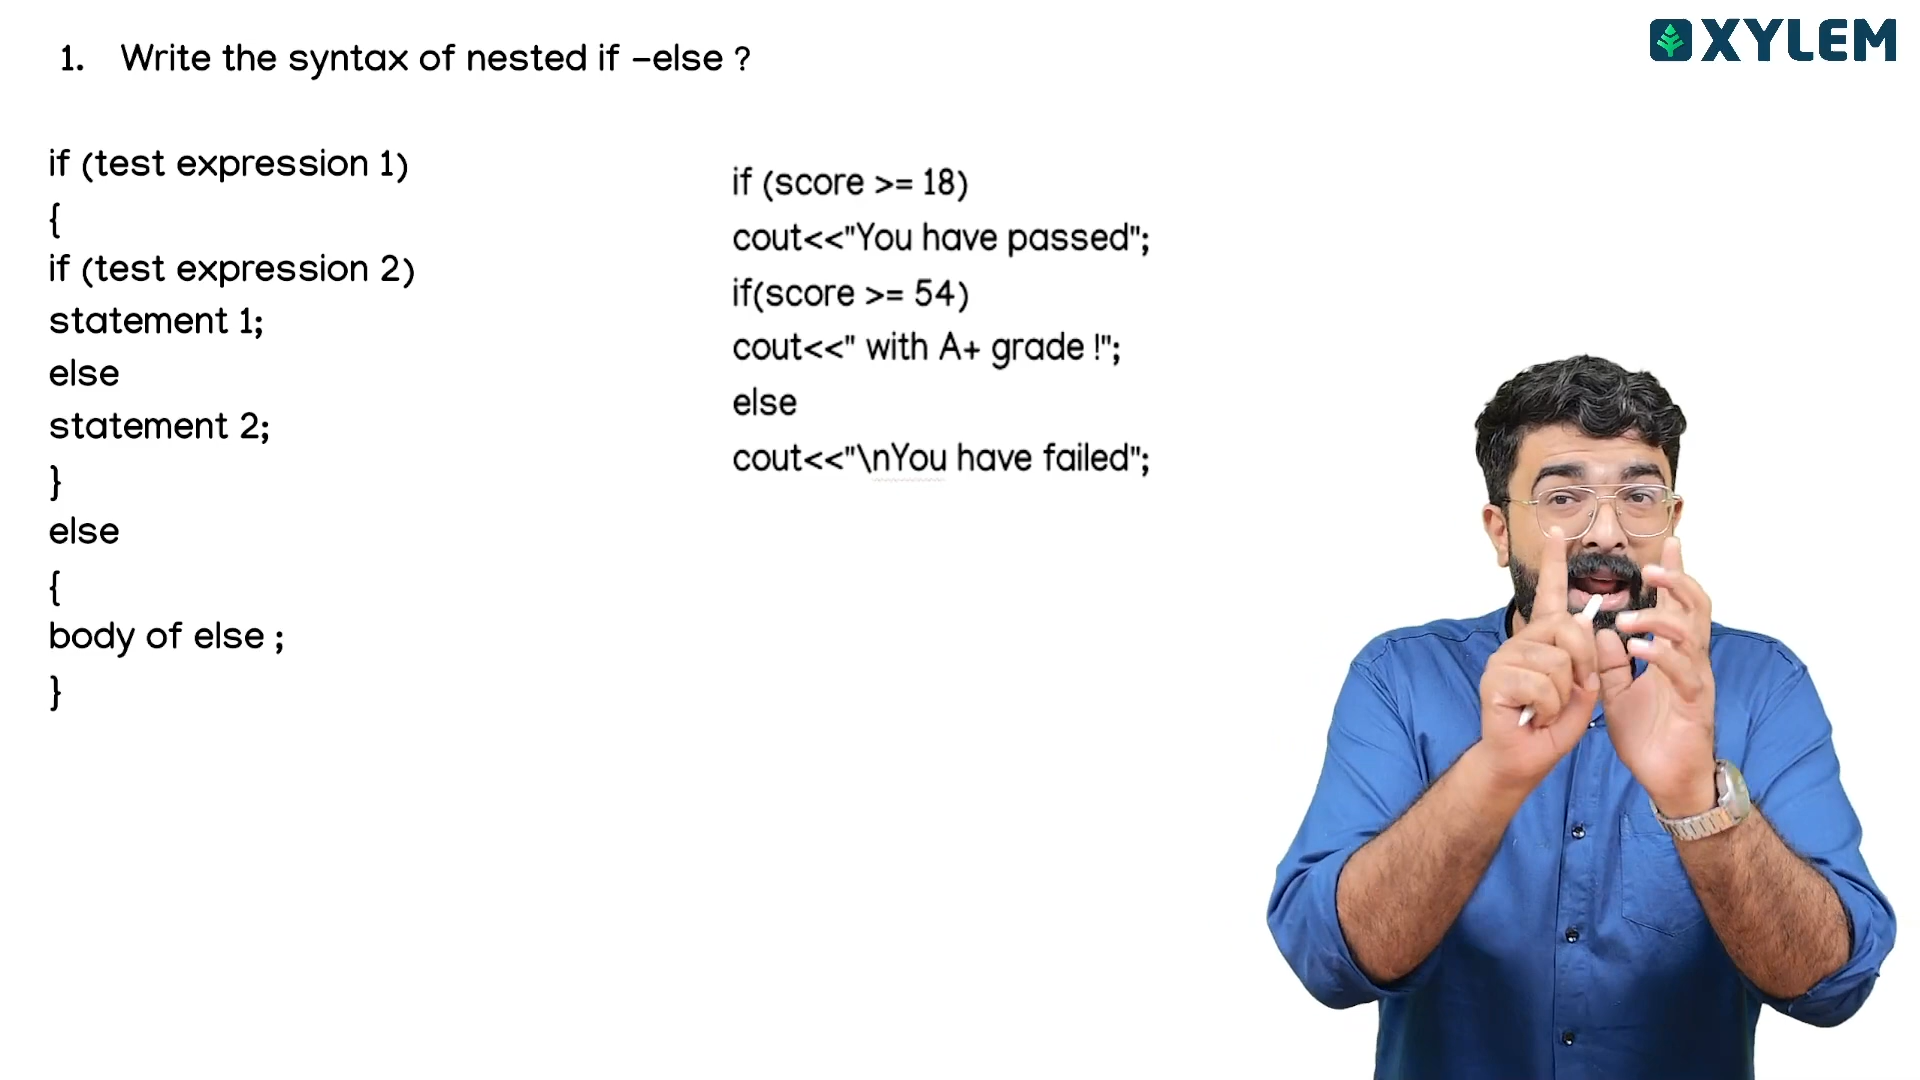 XYLEM
1. Write the syntax of nested if –else ?
if (test expression 1)
{
if (test expression 2)
statement 1;
else
statement 2;
}
else
{
body of else ;
}
if (score >= 18)
cout<<"You have passed";
if(score >= 54)
cout<<" with A+ grade !";
else
cout<<"\nYou have failed";